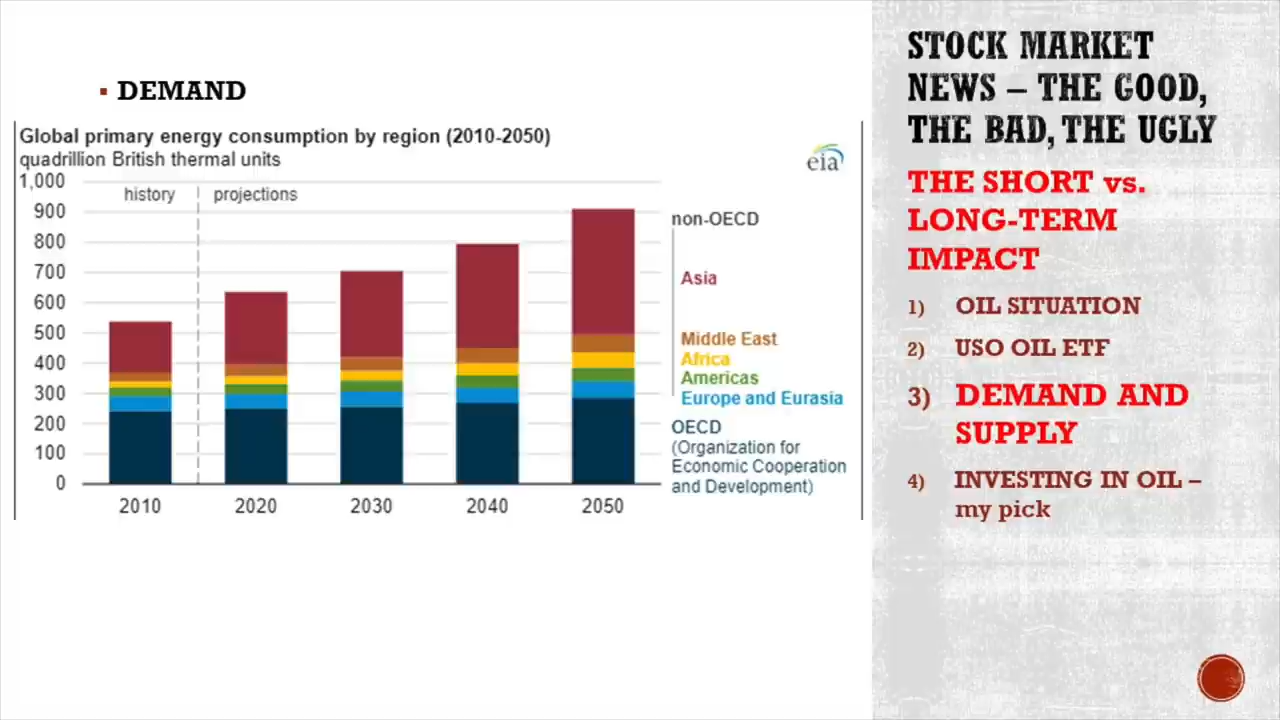 ▪ DEMAND
Global primary energy consumption by region (2010-2050)
quadrillion British thermal units
eia
1,000
900
800
700
600
500
400
300
200
100
0
history
projections
2010
2020
2030
2040
2050
non-OECD
Asia
Middle East
Africa
Americas
Europe and Eurasia
OECD
(Organization for
Economic Cooperation
and Development)
STOCK MARKET
NEWS – THE GOOD,
THE BAD, THE UGLY
THE SHORT vs.
LONG-TERM
IMPACT
1) OIL SITUATION
2) USO OIL ETF
3) DEMAND AND
SUPPLY
4) INVESTING IN OIL –
my pick